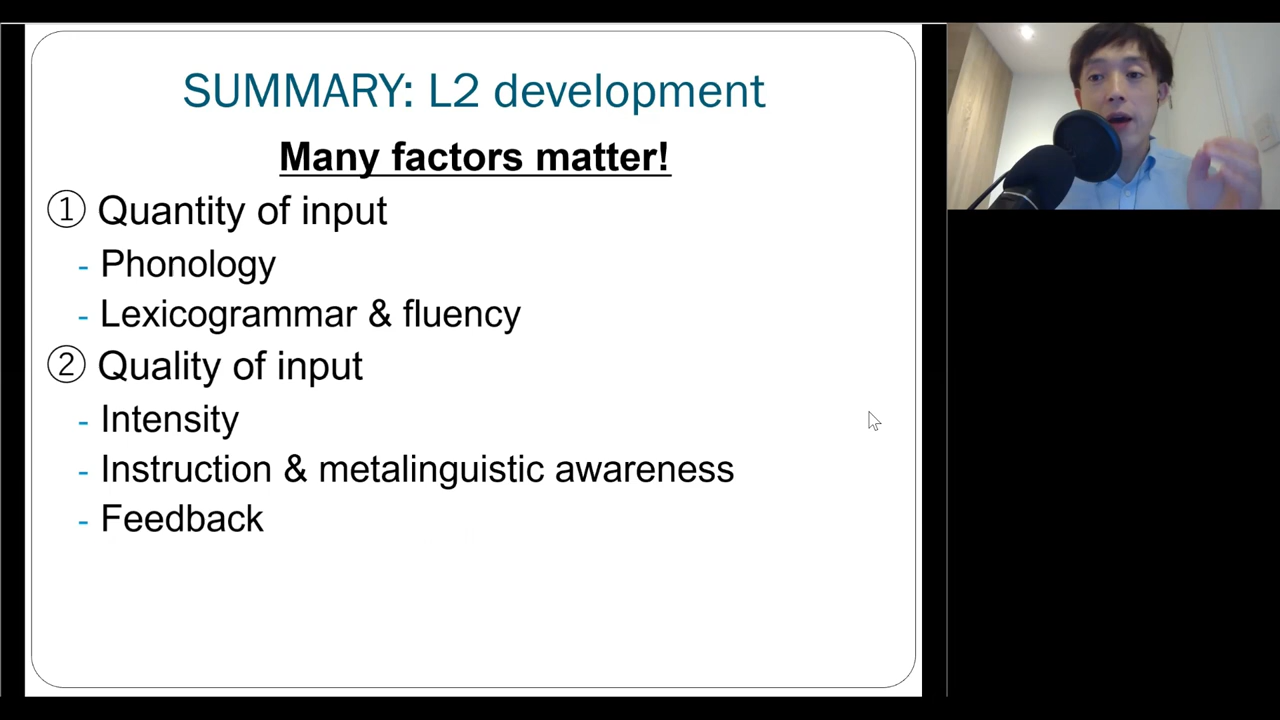 SUMMARY: L2 development
Many factors matter!
① Quantity of input
- Phonology
- Lexicogrammar & fluency
② Quality of input
- Intensity
- Instruction & metalinguistic awareness
- Feedback